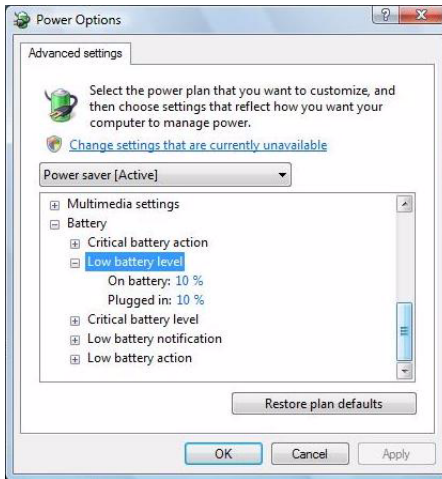 Power Options
Advanced settings
Select the power plan that you want to customize, and
then choose settings that reflect how you want your
computer to manage power.
Change settings that are currently unavailable
Power saver [Active]
Multimedia settings
Battery
Critical battery action
Low battery level
On battery: 10 %
Plugged in: 10 %
Critical battery level
Low battery notification
Low battery action
Restore plan defaults
OK Cancel Apply